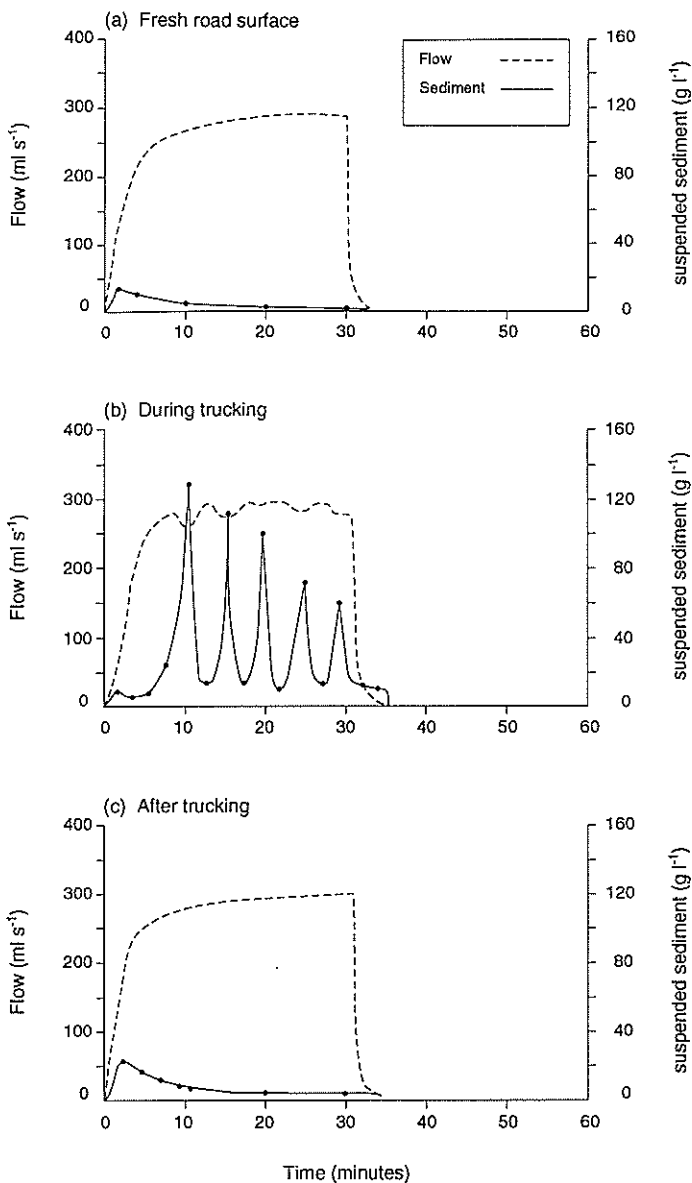 (a) Fresh road surface
400
300
200
100
0
Flow (ml s⁻¹)
160
120
80
40
0
suspended sediment (g l⁻¹)
Flow
Sediment
0 10 20 30 40 50 60
(b) During trucking
400
300
200
100
0
Flow (ml s⁻¹)
160
120
80
40
0
suspended sediment (g l⁻¹)
0 10 20 30 40 50 60
(c) After trucking
400
300
200
100
0
Flow (ml s⁻¹)
160
120
80
40
0
suspended sediment (g l⁻¹)
0 10 20 30 40 50 60
Time (minutes)